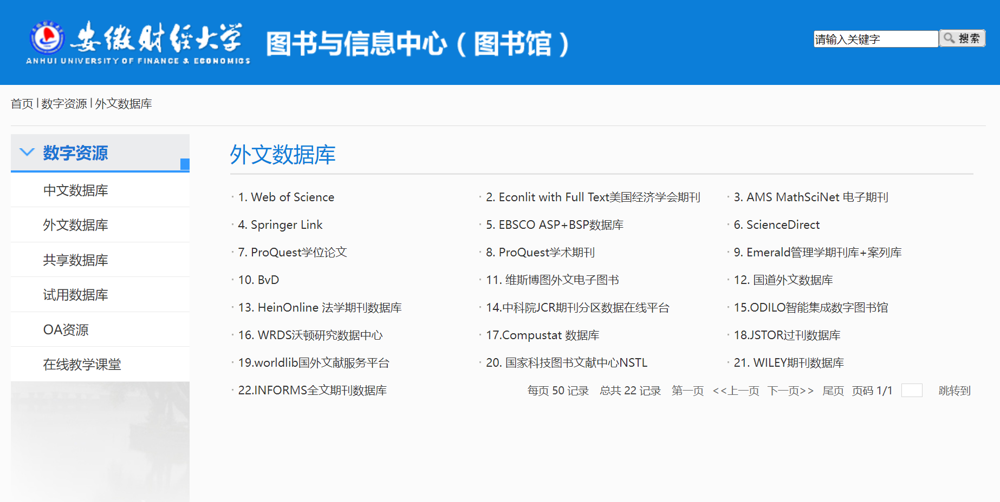 安徽财经大学
ANHUI UNIVERSITY OF FINANCE & ECONOMICS
图书与信息中心（图书馆）
请输入关键字 搜索
首页 | 数字资源 | 外文数据库
数字资源
中文数据库
外文数据库
共享数据库
试用数据库
OA资源
在线教学课堂
外文数据库
· 1. Web of Science · 2. Econlit with Full Text美国经济学会期刊 · 3. AMS MathSciNet 电子期刊
· 4. Springer Link · 5. EBSCO ASP+BSP数据库 · 6. ScienceDirect
· 7. ProQuest学位论文 · 8. ProQuest学术期刊 · 9. Emerald管理学期刊库+案列库
· 10. BvD · 11. 维斯博图外文电子图书 · 12. 国道外文数据库
· 13. HeinOnline 法学期刊数据库 · 14.中科院JCR期刊分区数据在线平台 · 15.ODILO智能集成数字图书馆
· 16. WRDS沃顿研究数据中心 · 17.Compustat 数据库 · 18.JSTOR过刊数据库
· 19.worldlib国外文献服务平台 · 20. 国家科技图书文献中心NSTL · 21. WILEY期刊数据库
· 22.INFORMS全文期刊数据库
每页 50 记录 总共 22 记录 第一页 <<上一页 下一页>> 尾页 页码 1/1 跳转到